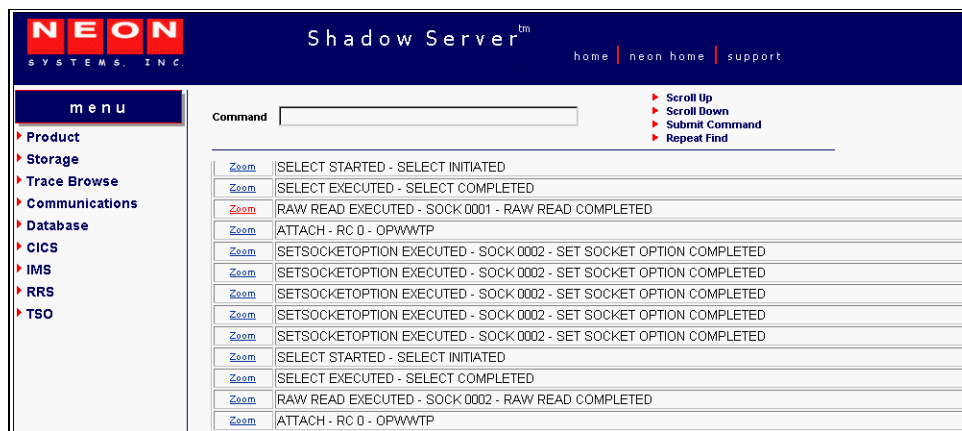 NEON
SYSTEMS, INC.
Shadow Server tm
home | neon home | support
menu
Product
Storage
Trace Browse
Communications
Database
CICS
IMS
RRS
TSO
Command
Scroll Up
Scroll Down
Submit Command
Repeat Find
Zoom SELECT STARTED - SELECT INITIATED
Zoom SELECT EXECUTED - SELECT COMPLETED
Zoom RAW READ EXECUTED - SOCK 0001 - RAW READ COMPLETED
Zoom ATTACH - RC 0 - OPWWTP
Zoom SETSOCKETOPTION EXECUTED - SOCK 0002 - SET SOCKET OPTION COMPLETED
Zoom SETSOCKETOPTION EXECUTED - SOCK 0002 - SET SOCKET OPTION COMPLETED
Zoom SETSOCKETOPTION EXECUTED - SOCK 0002 - SET SOCKET OPTION COMPLETED
Zoom SETSOCKETOPTION EXECUTED - SOCK 0002 - SET SOCKET OPTION COMPLETED
Zoom SETSOCKETOPTION EXECUTED - SOCK 0002 - SET SOCKET OPTION COMPLETED
Zoom SELECT STARTED - SELECT INITIATED
Zoom SELECT EXECUTED - SELECT COMPLETED
Zoom RAW READ EXECUTED - SOCK 0002 - RAW READ COMPLETED
Zoom ATTACH - RC 0 - OPWWTP